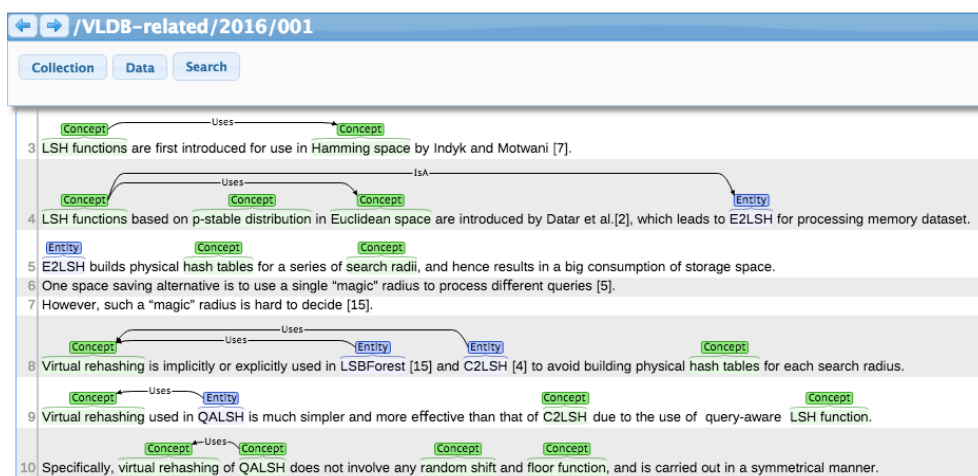 /VLDB-related/2016/001
Collection Data Search
Concept Uses Concept
3 LSH functions are first introduced for use in Hamming space by Indyk and Motwani [7].
IsA
Uses
Concept Concept Concept Entity
4 LSH functions based on p-stable distribution in Euclidean space are introduced by Datar et al.[2], which leads to E2LSH for processing memory dataset.
Entity Concept Concept
5 E2LSH builds physical hash tables for a series of search radii, and hence results in a big consumption of storage space.
6 One space saving alternative is to use a single “magic” radius to process different queries [5].
7 However, such a “magic” radius is hard to decide [15].
Uses
Uses
Concept Entity Entity Concept
8 Virtual rehashing is implicitly or explicitly used in LSBForest [15] and C2LSH [4] to avoid building physical hash tables for each search radius.
Concept Uses Entity Concept Concept
9 Virtual rehashing used in QALSH is much simpler and more effective than that of C2LSH due to the use of query-aware LSH function.
Concept Uses Concept Concept Concept
10 Specifically, virtual rehashing of QALSH does not involve any random shift and floor function, and is carried out in a symmetrical manner.